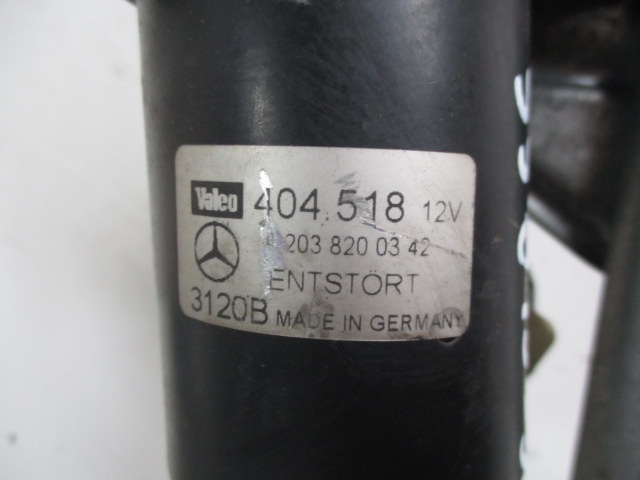 Valeo 404.518 12V
203 820 03 42
ENTSTÖRT
3120B MADE IN GERMANY